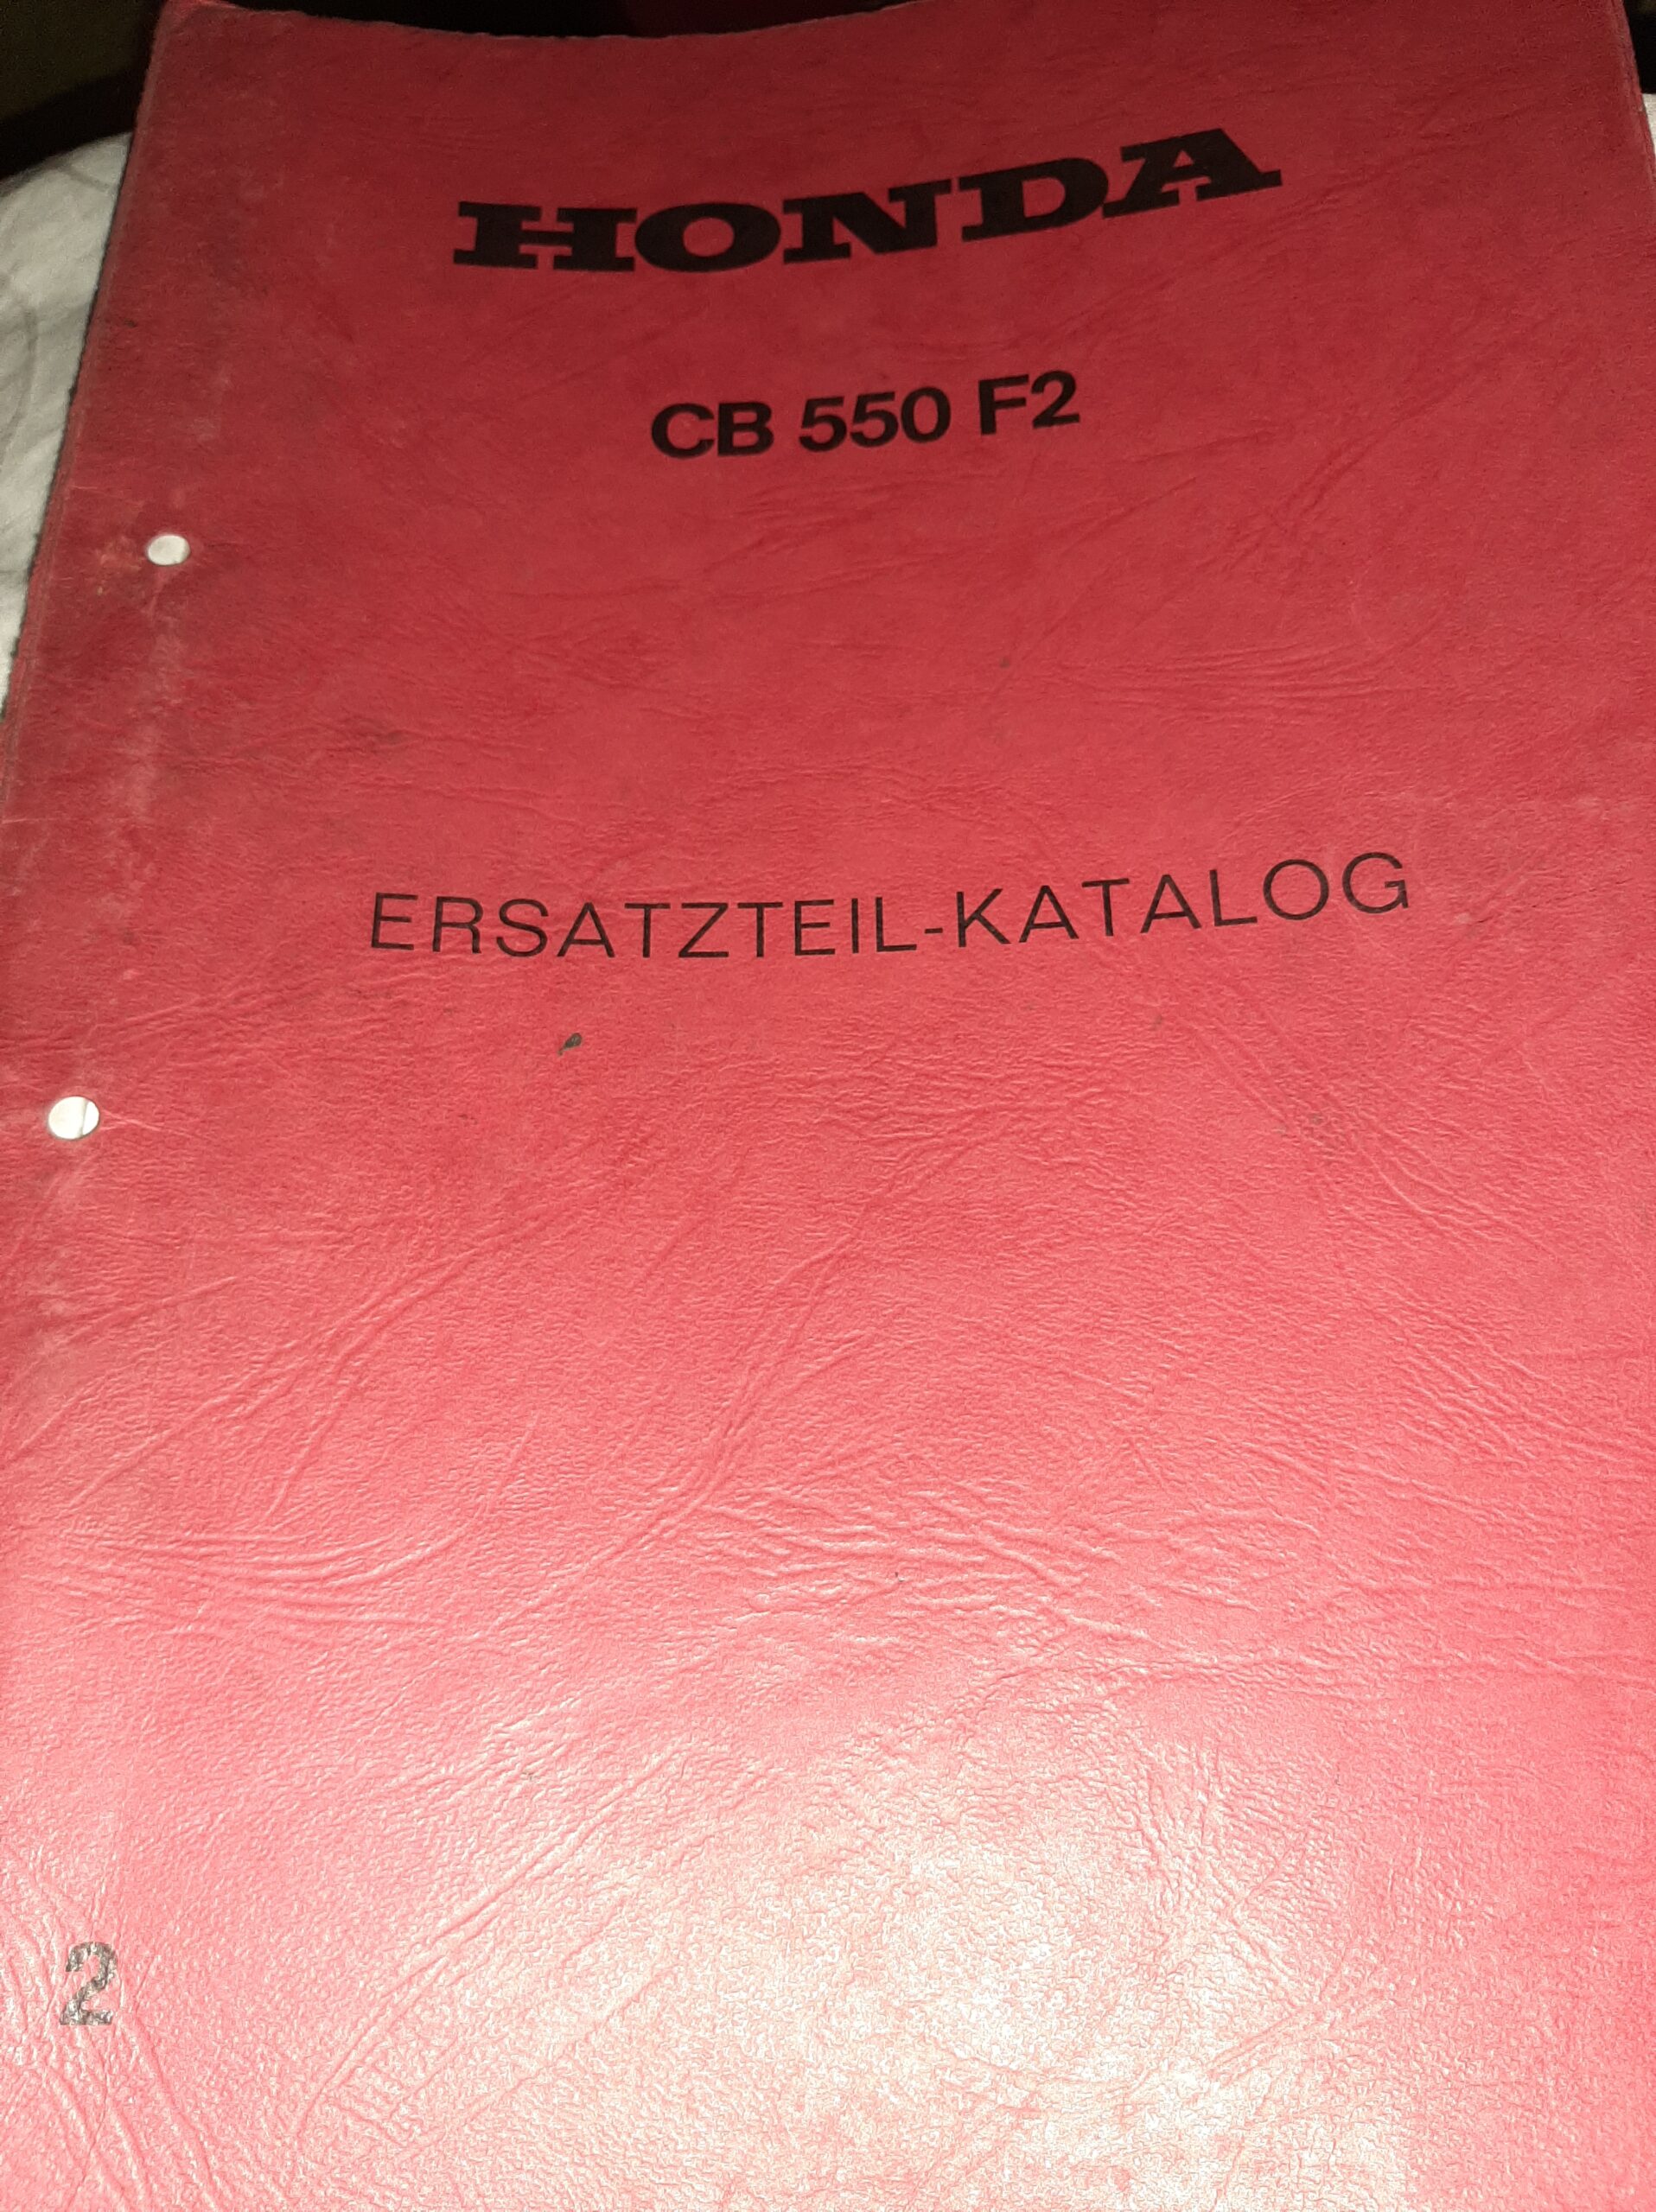 HONDA
CB 550 F2
ERSATZTEIL-KATALOG
2